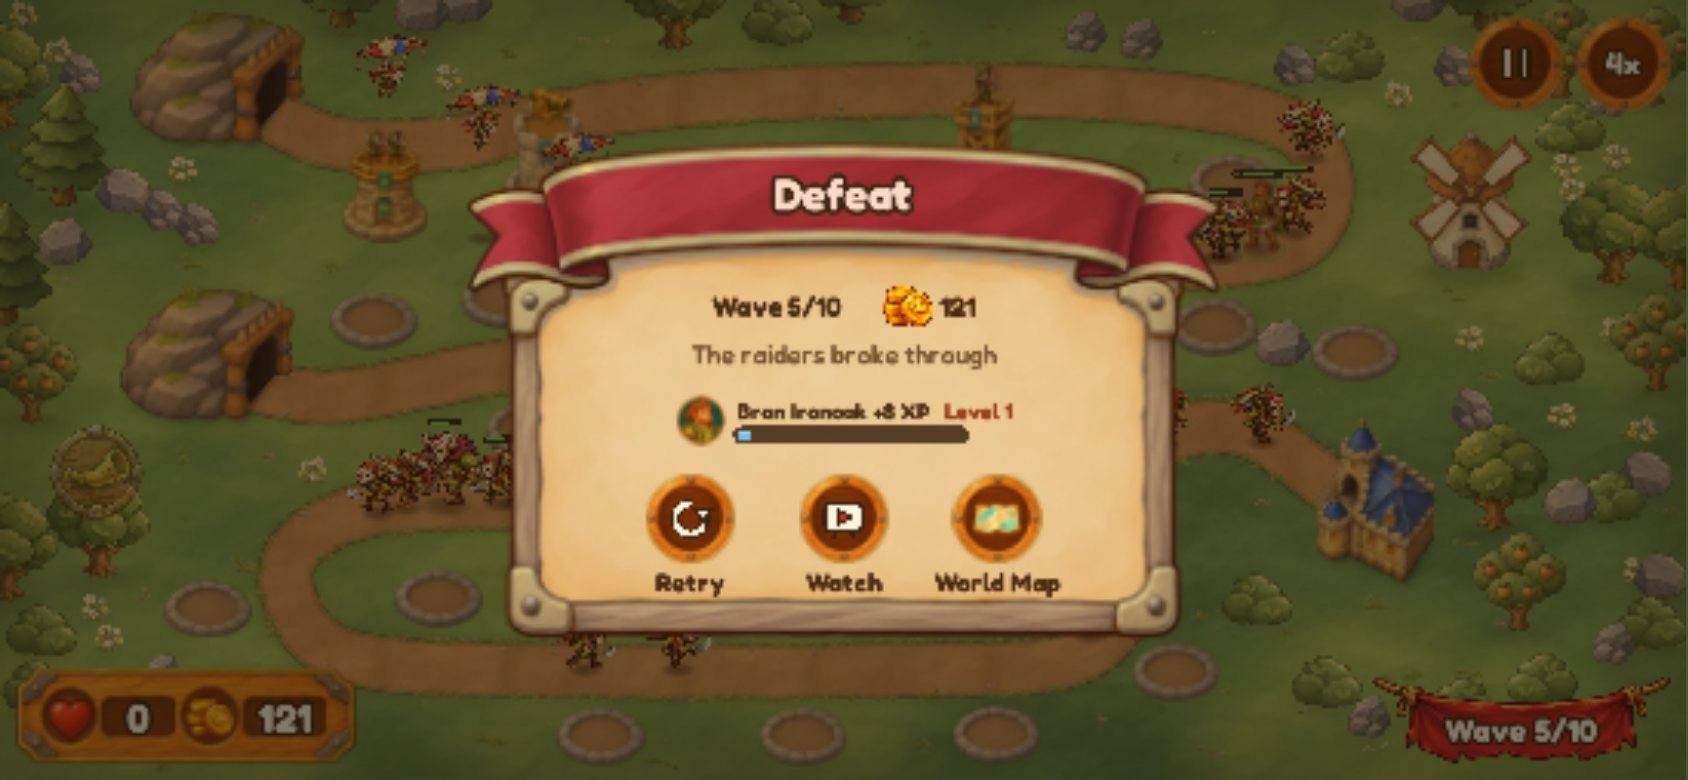 4x
Defeat
Wave 5/10 121
The raiders broke through
Bran Ironoak +8 XP Level 1
Retry Watch World Map
0 121
Wave 5/10